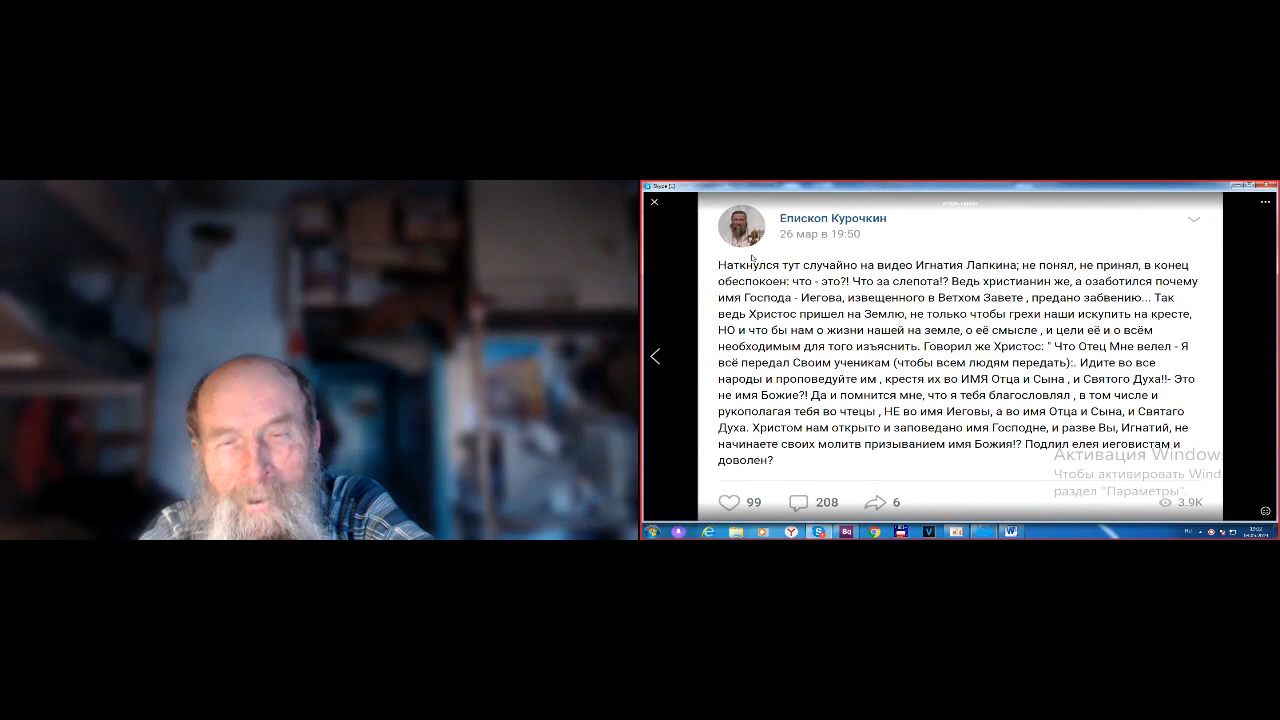 Skype [1]
Епископ Курочкин
26 мар в 19:50
Наткнулся тут случайно на видео Игнатия Лапкина; не понял, не принял, в конец
обеспокоен: что - это?! Что за слепота!? Ведь христианин же, а озаботился почему
имя Господа - Иегова, извещенного в Ветхом Завете , предано забвению... Так
ведь Христос пришел на Землю, не только чтобы грехи наши искупить на кресте,
НО и что бы нам о жизни нашей на земле, о её смысле , и цели её и о всём
необходимым для того изъяснить. Говорил же Христос: " Что Отец Мне велел - Я
всё передал Своим ученикам (чтобы всем людям передать):. Идите во все
народы и проповедуйте им , крестя их во ИМЯ Отца и Сына , и Святого Духа!!- Это
не имя Божие?! Да и помнится мне, что я тебя благословлял , в том числе и
рукополагая тебя во чтецы , НЕ во имя Иеговы, а во имя Отца и Сына, и Святаго
Духа. Христом нам открыто и заповедано имя Господне, и разве Вы, Игнатий, не
начинаете своих молитв призыванием имя Божия!? Подлил елея иеговистам и
доволен?
Активация Window
Чтобы активировать Wind
раздел "Параметры".
99 208 6 3.9K